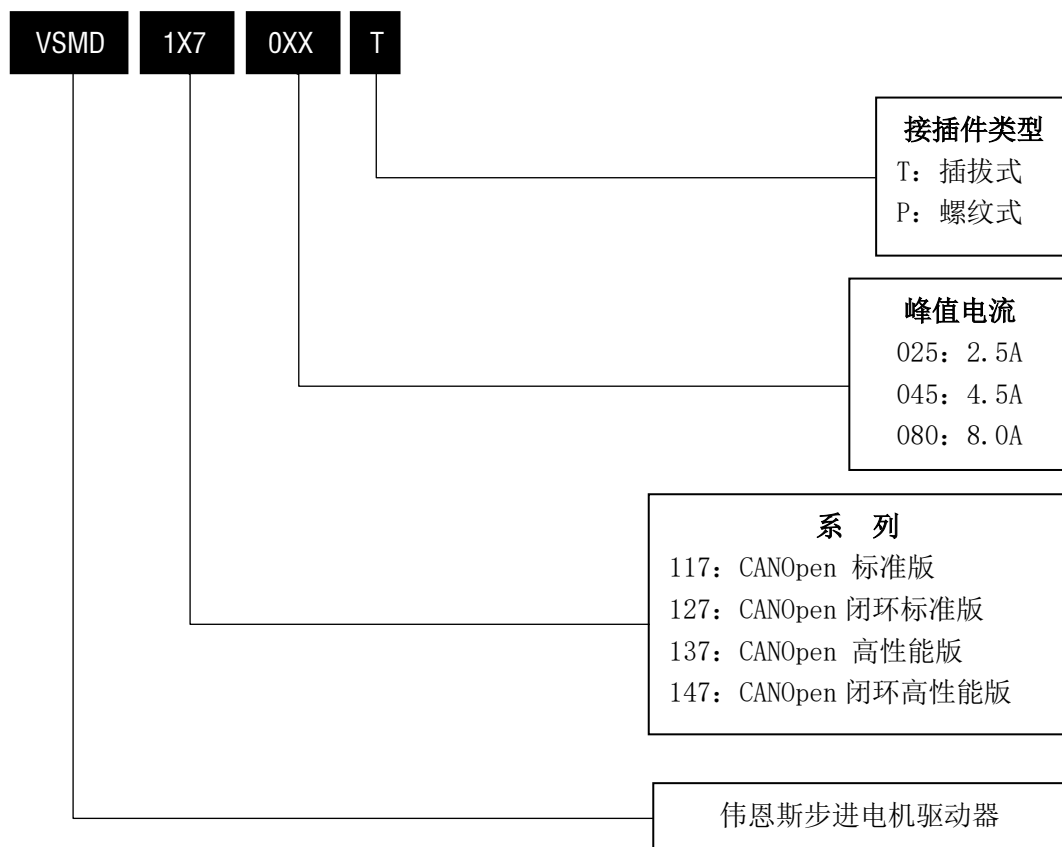 VSMD 1X7 0XX T
接插件类型
T: 插拔式
P: 螺纹式
峰值电流
025: 2.5A
045: 4.5A
080: 8.0A
系 列
117: CANOpen 标准版
127: CANOpen 闭环标准版
137: CANOpen 高性能版
147: CANOpen 闭环高性能版
伟恩斯步进电机驱动器